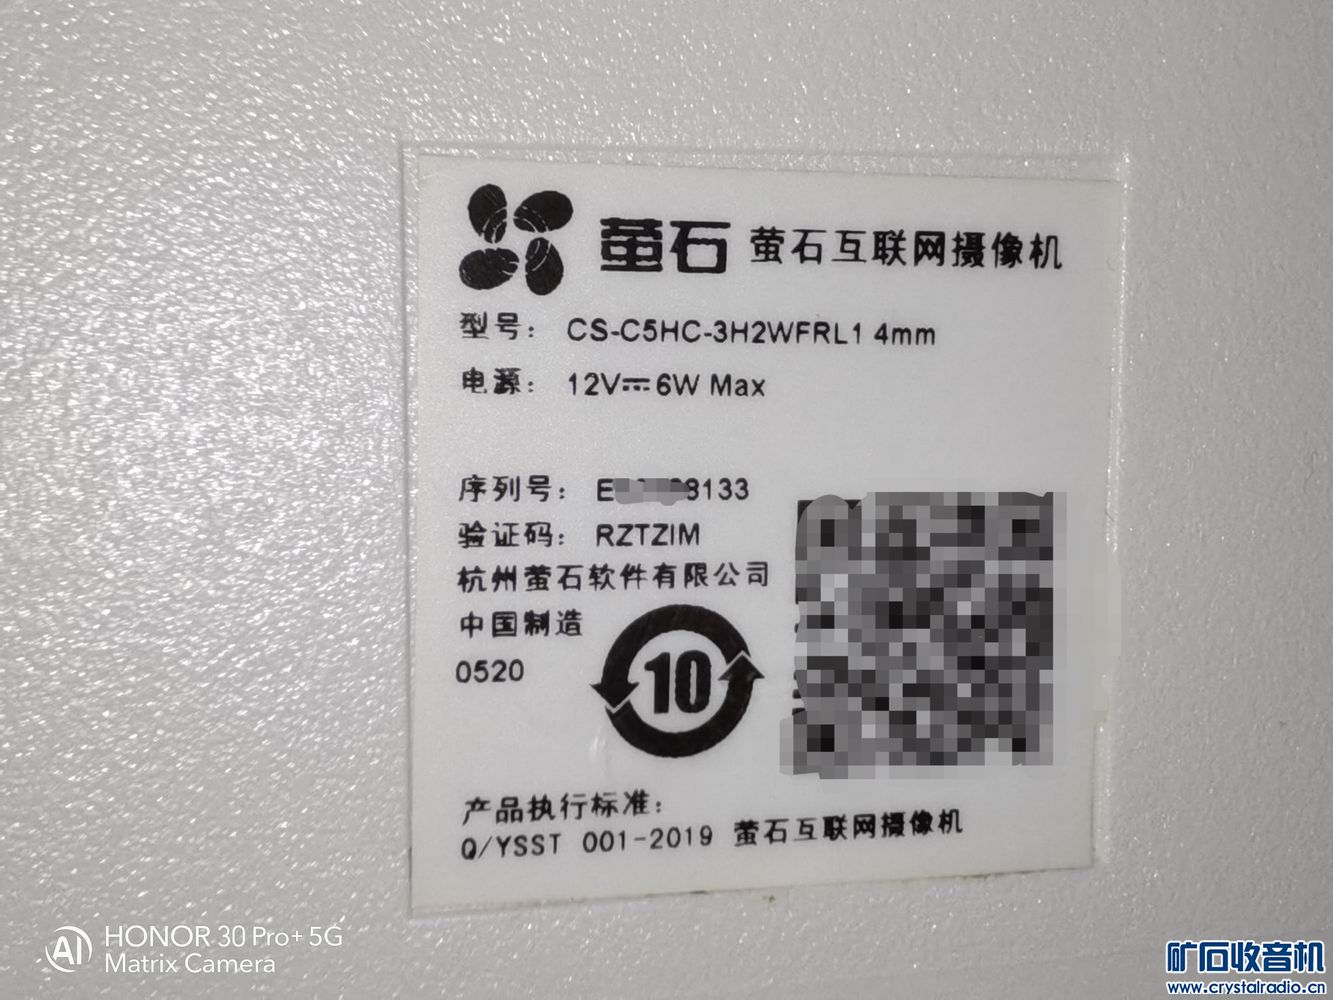 萤石 萤石互联网摄像机
型号： CS-C5HC-3H2WFRL1 4mm
电源： 12V⎓6W Max
序列号： E 8133
验证码： RZTZIM
杭州萤石软件有限公司
中国制造
0520
10
产品执行标准：
Q/YSST 001-2019 萤石互联网摄像机
AI HONOR 30 Pro+ 5G
Matrix Camera
矿石收音机
www.crystalradio.cn